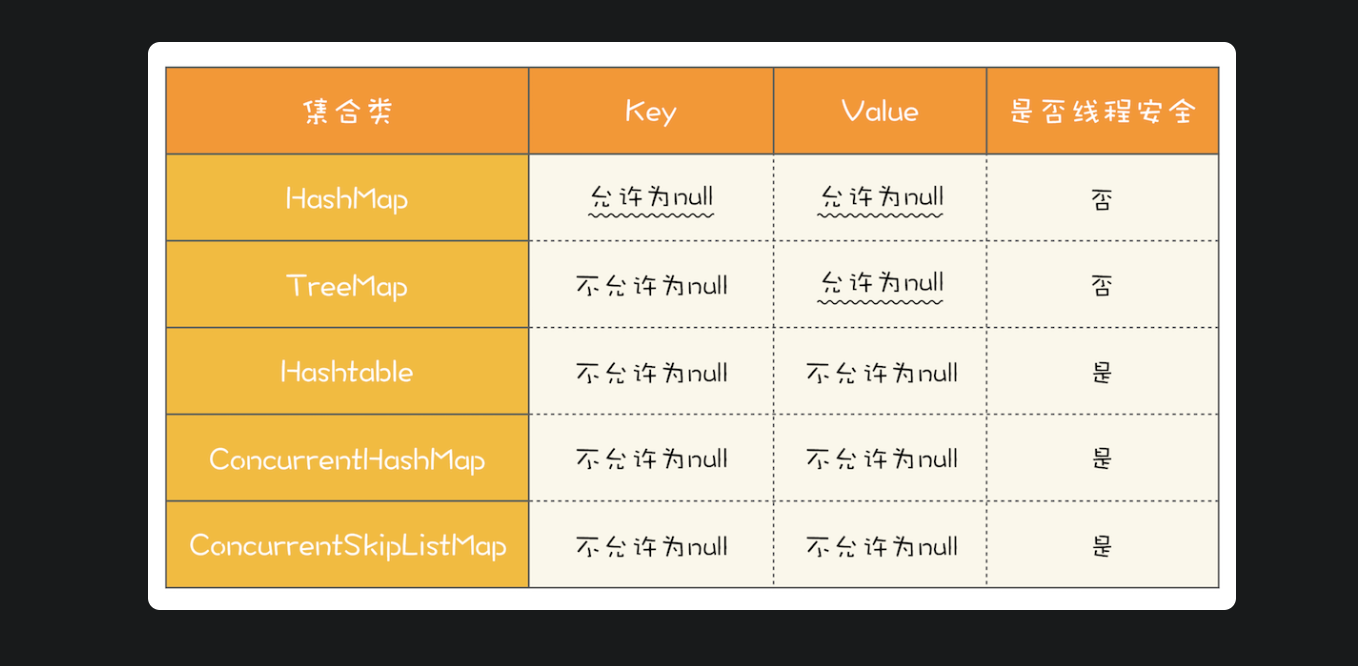 集合类 Key Value 是否线程安全
HashMap 允许为null 允许为null 否
TreeMap 不允许为null 允许为null 否
Hashtable 不允许为null 不允许为null 是
ConcurrentHashMap 不允许为null 不允许为null 是
ConcurrentSkipListMap 不允许为null 不允许为null 是